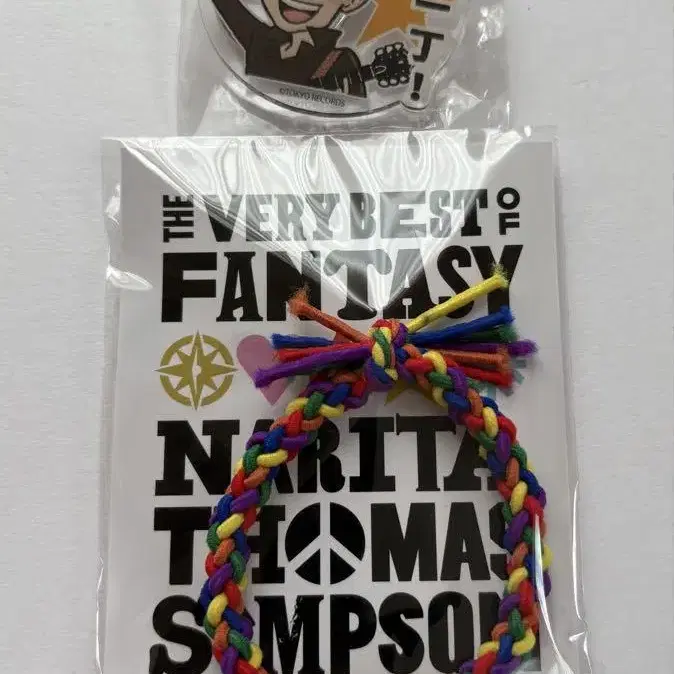 ©TOKYO RECORDS
THE VERY BEST OF
FANTASY
NARITA
THOMAS
SIMPSON